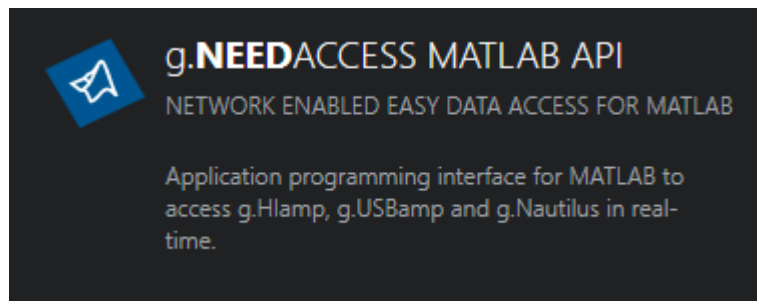 g.NEEDACCESS MATLAB API
NETWORK ENABLED EASY DATA ACCESS FOR MATLAB
Application programming interface for MATLAB to
access g.HIamp, g.USBamp and g.Nautilus in real-
time.